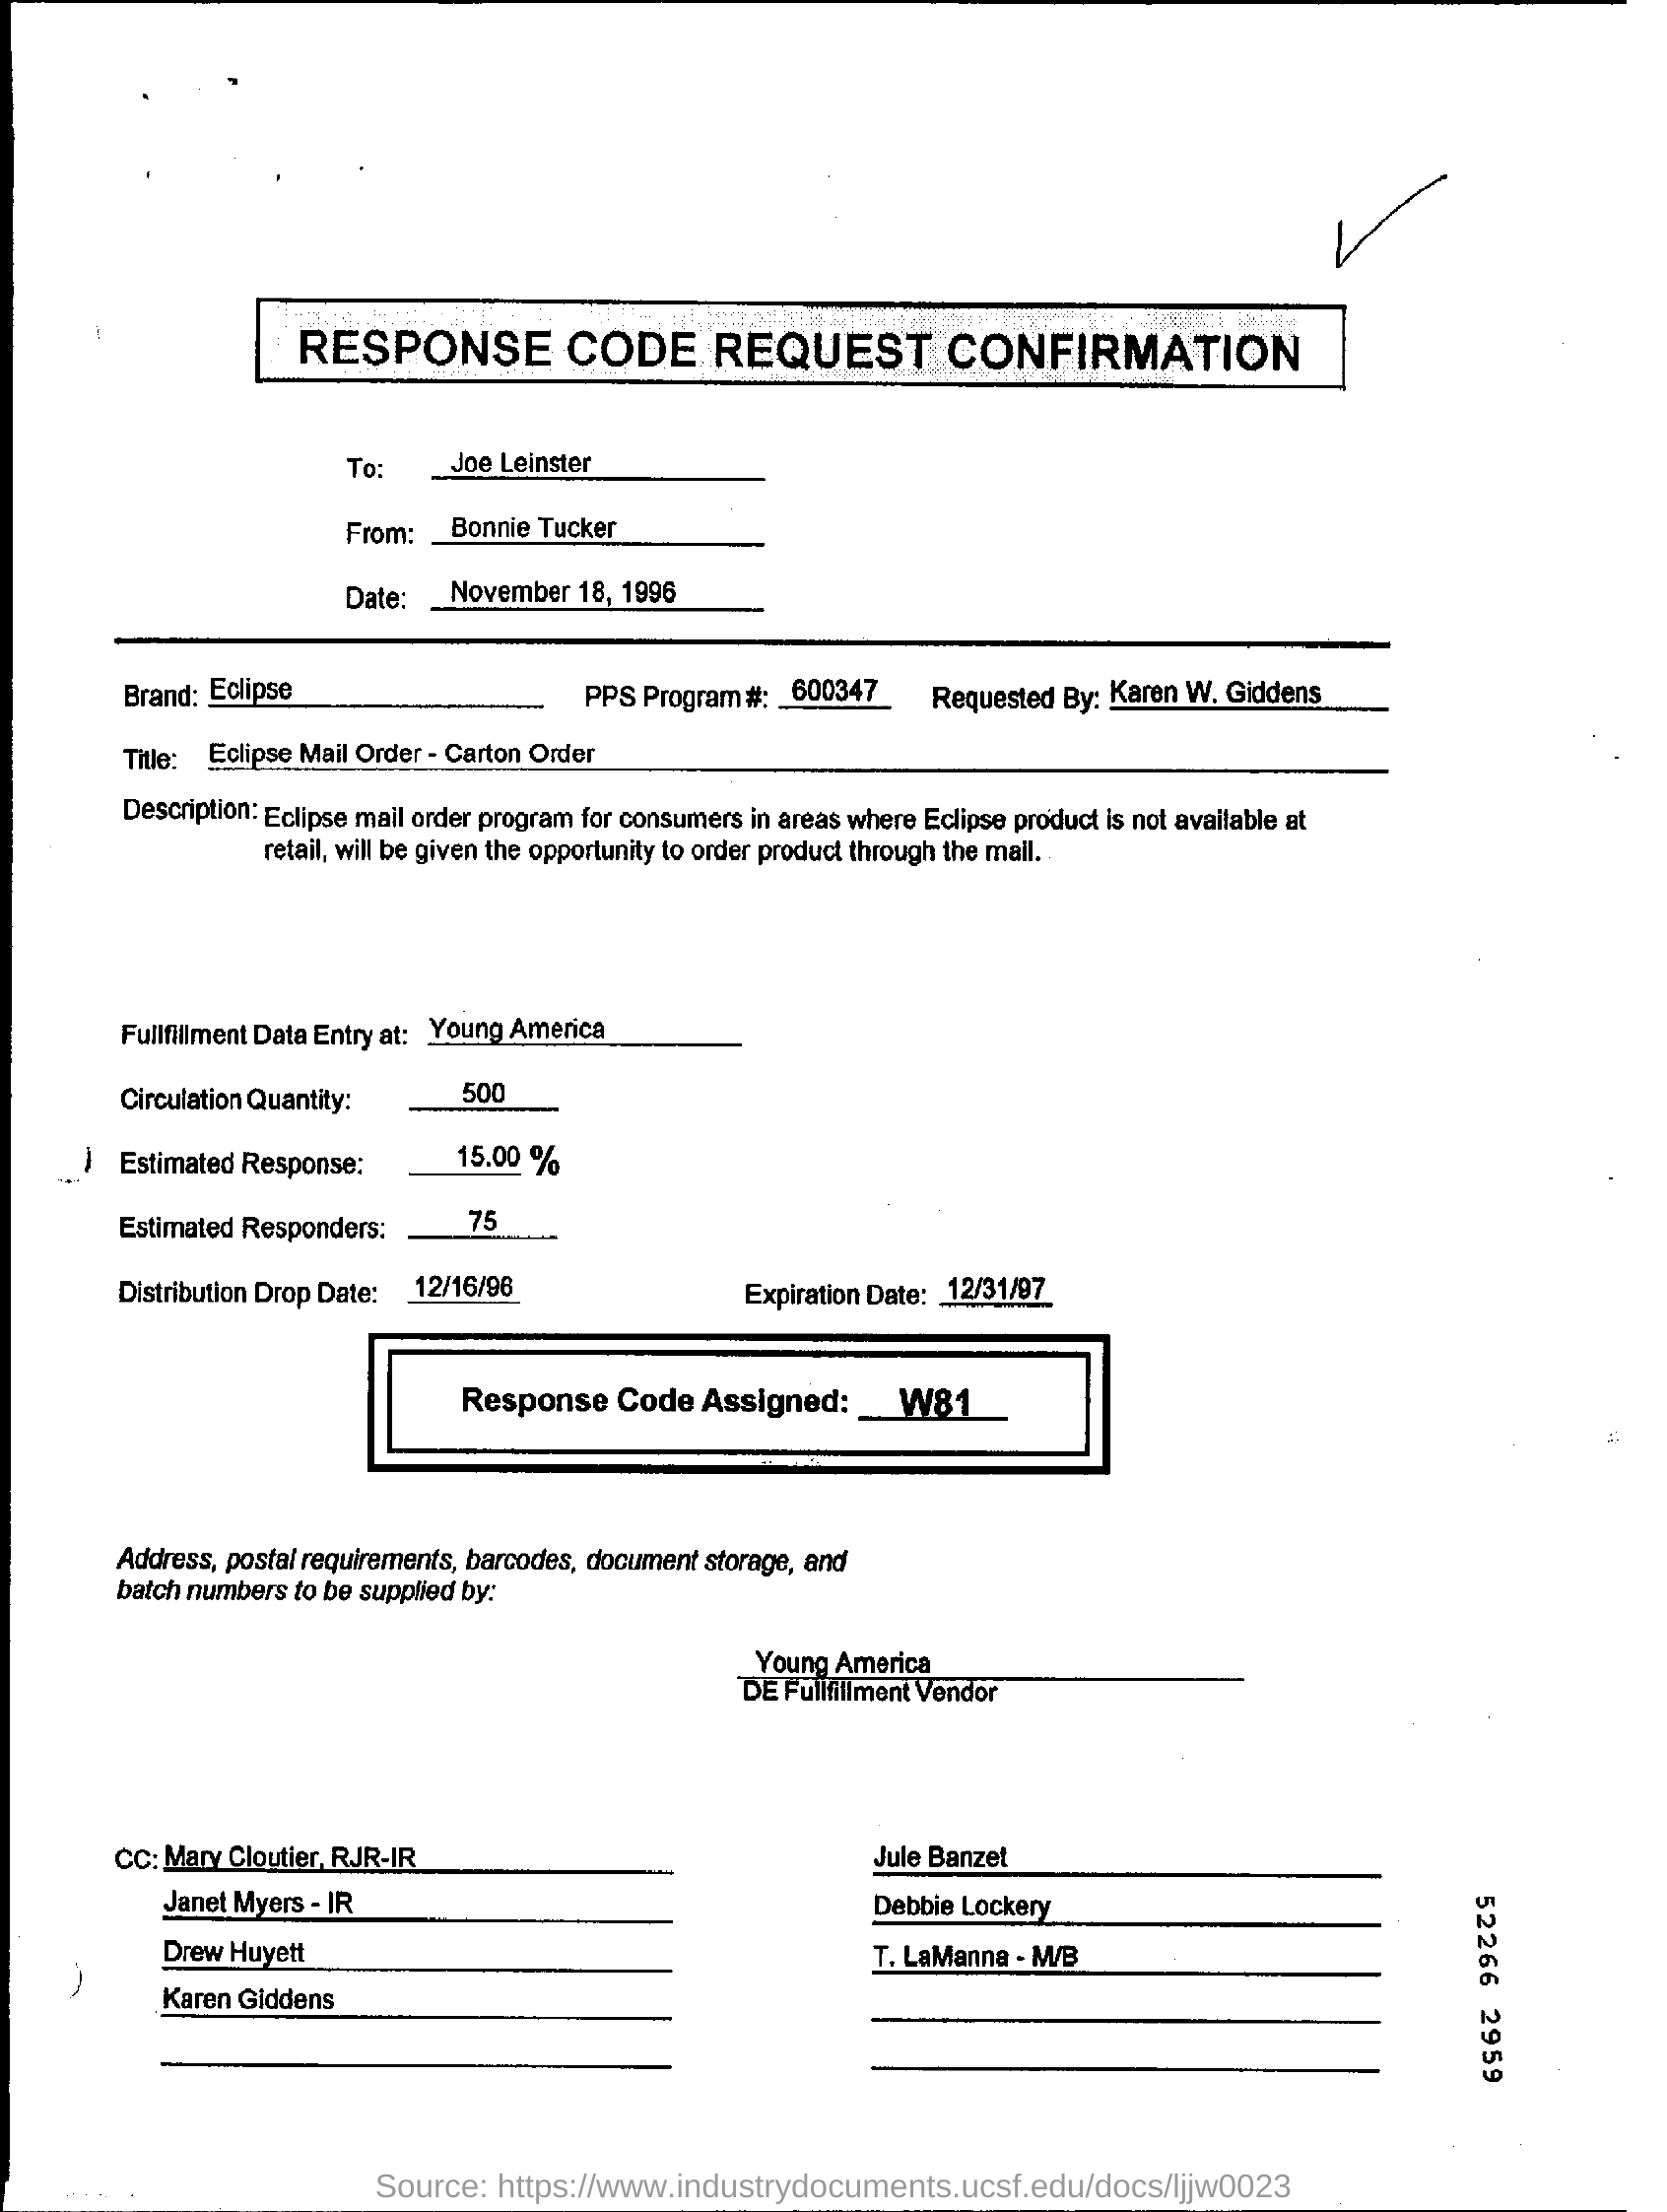 RESPONSE CODE REQUEST CONFIRMATION
To: Joe Leinster
From: Bonnie Tucker
Date: November 18, 1996
Brand: Eclipse PPS Program #: 600347 Requested By: Karen W. Giddens
Title: Eclipse Mail Order - Carton Order
Description: Eclipse mail order program for consumers in areas where Eclipse product is not available at
retail, will be given the opportunity to order product through the mail.
Fullfillment Data Entry at: Young America
Circulation Quantity: 500
Estimated Response: 15.00 %
Estimated Responders: 75
Distribution Drop Date: 12/16/96 Expiration Date: 12/31/97
Response Code Assigned: W81
Address, postal requirements, barcodes, document storage, and
batch numbers to be supplied by:
Young America
DE Fullfillment Vendor
CC: Mary Cloutier, RJR-IR Jule Banzet
Janet Myers - IR Debbie Lockery
Drew Huyett T. LaManna - M/B
Karen Giddens
52266 2959
Source: https://www.industrydocuments.ucsf.edu/docs/ljjw0023